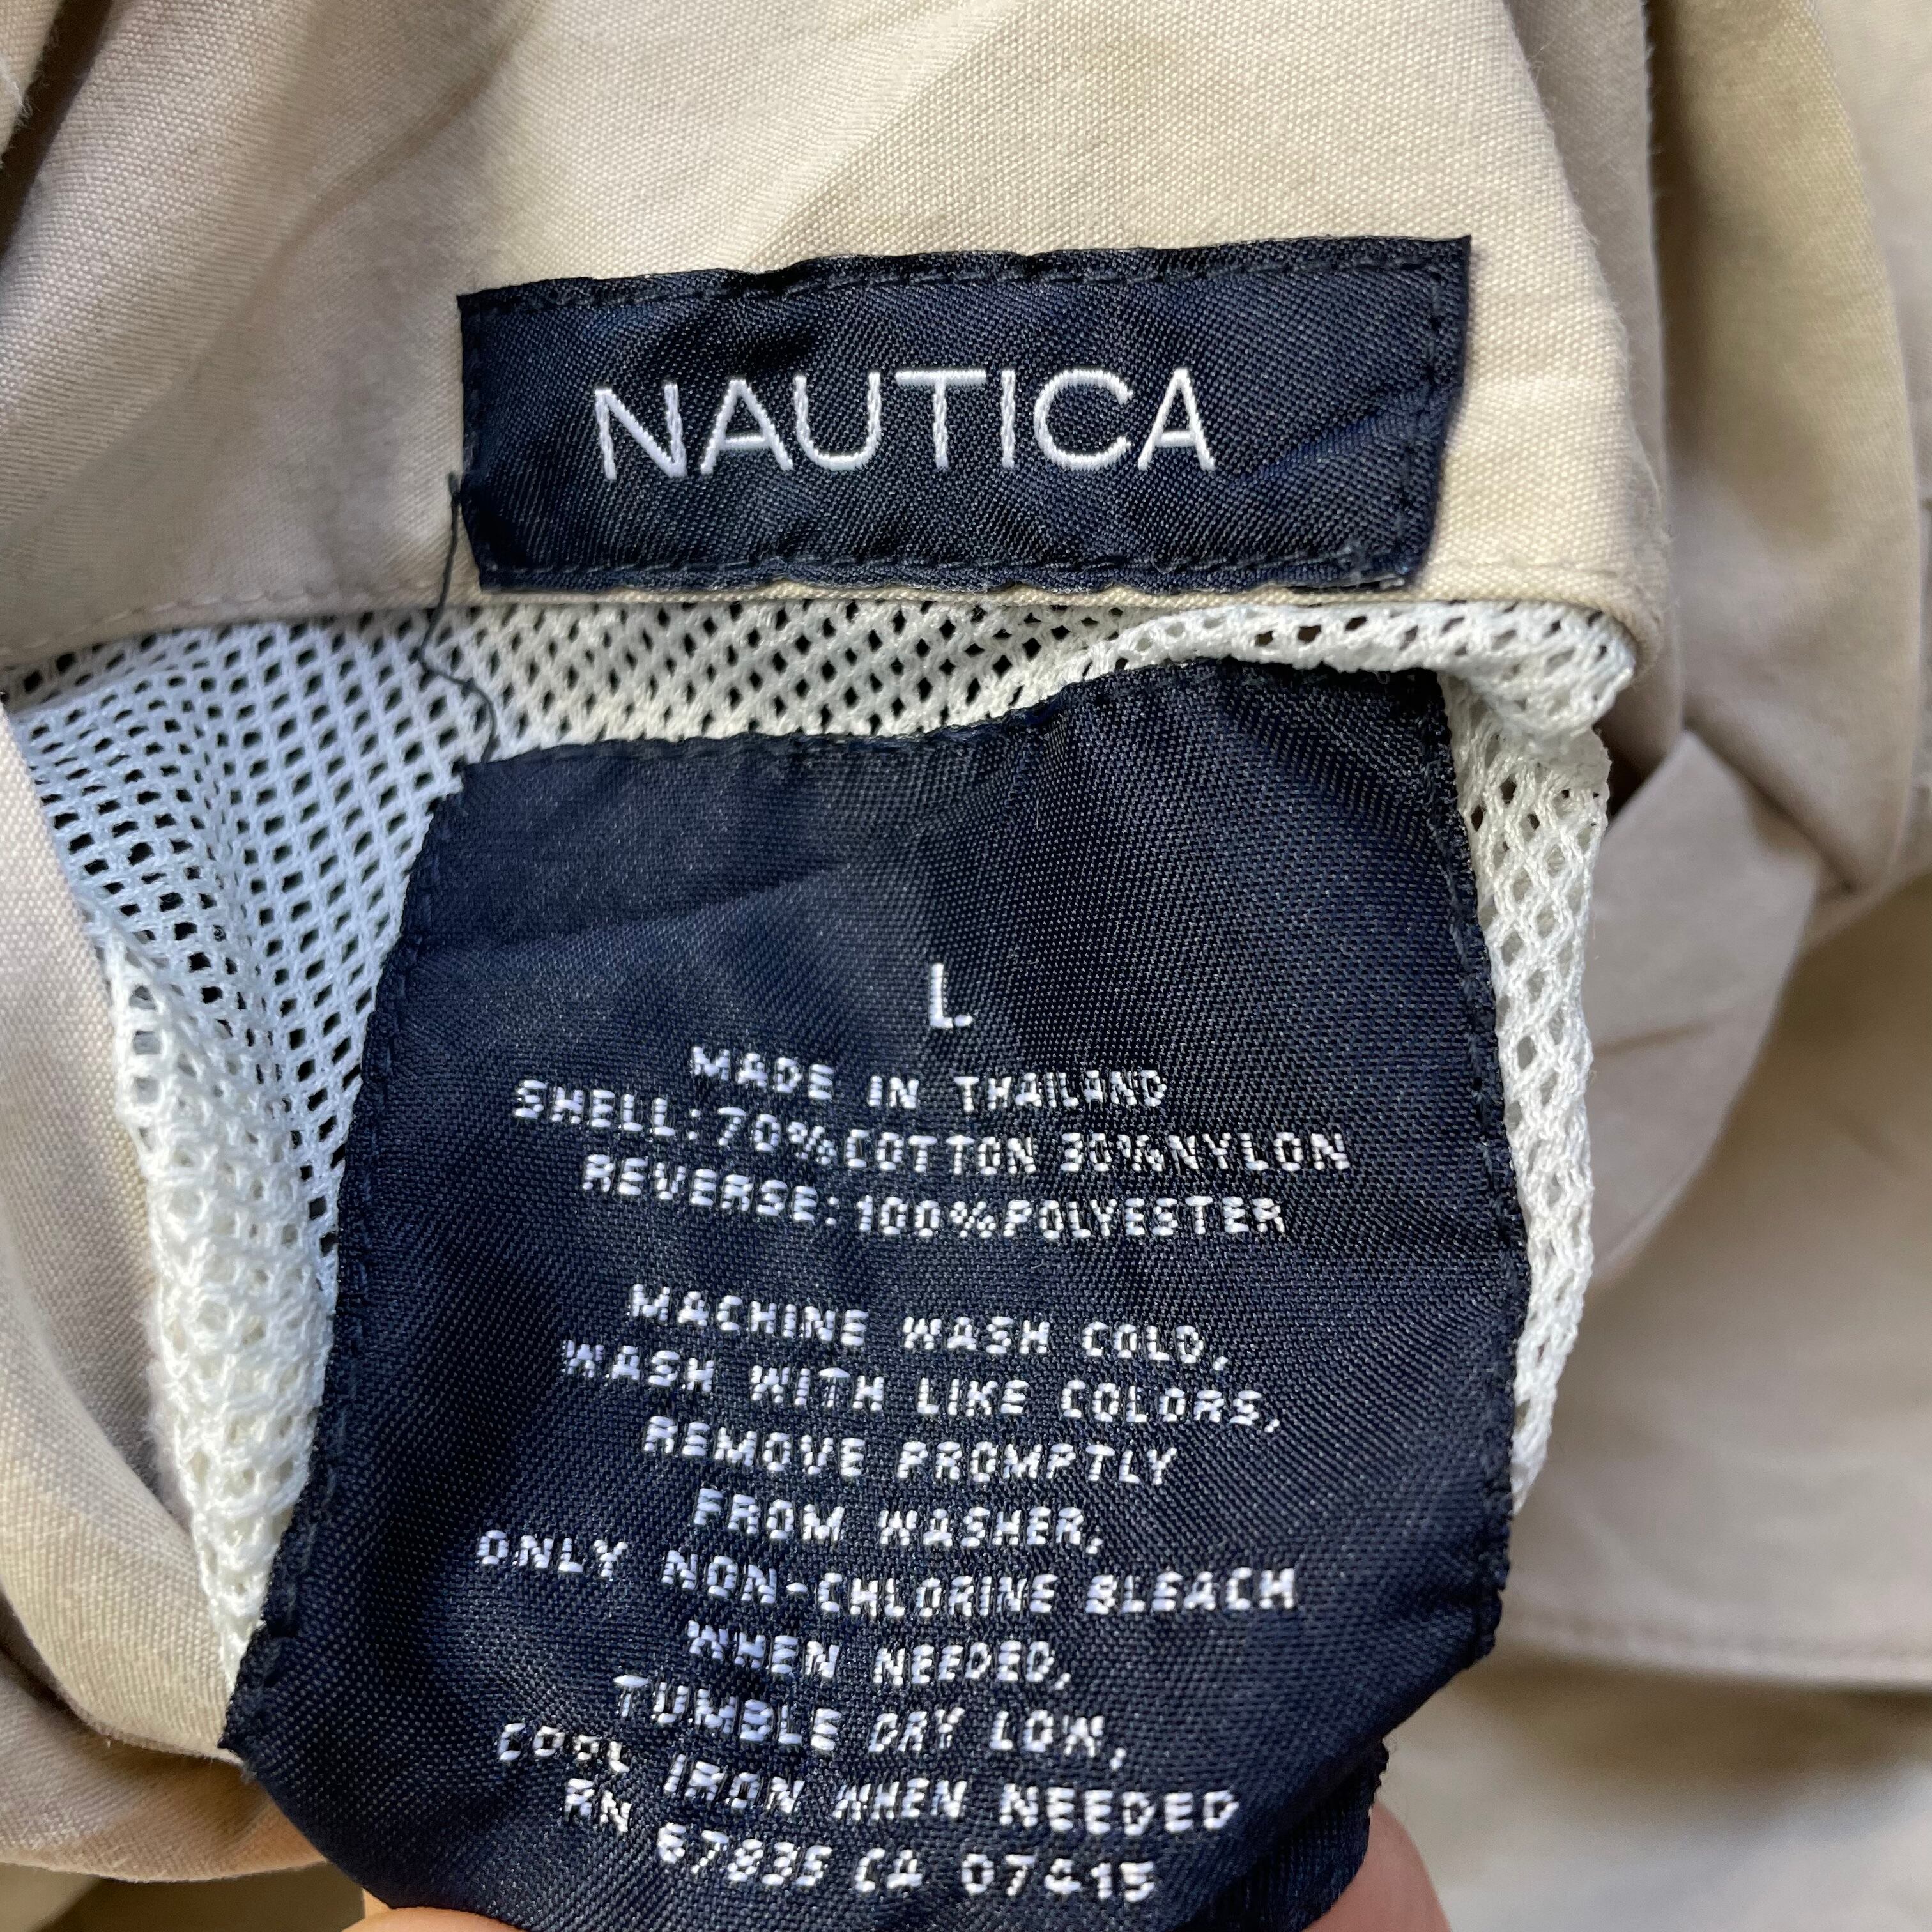 NAUTICA
L
MADE IN THAILAND
SHELL:70%COTTON 30%NYLON
REVERSE:100%POLYESTER
MACHINE WASH COLD,
WASH WITH LIKE COLORS,
REMOVE PROMPTLY
FROM WASHER,
ONLY NON-CHLORINE BLEACH
WHEN NEEDED,
TUMBLE DRY LOW,
COOL IRON WHEN NEEDED
RN 67835 CA 07415